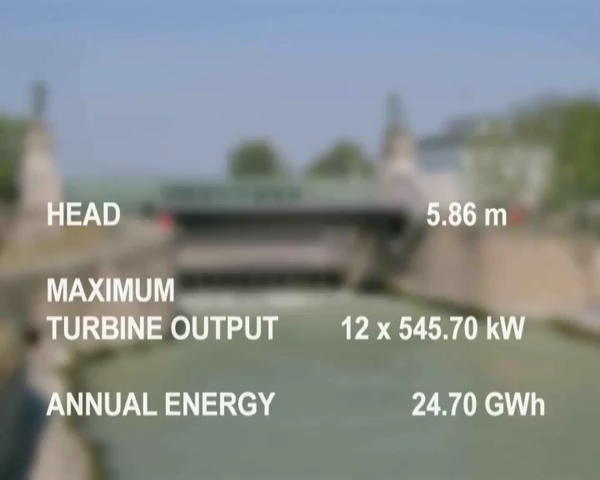 HEAD 5.86 m
MAXIMUM
TURBINE OUTPUT 12 x 545.70 kW
ANNUAL ENERGY 24.70 GWh